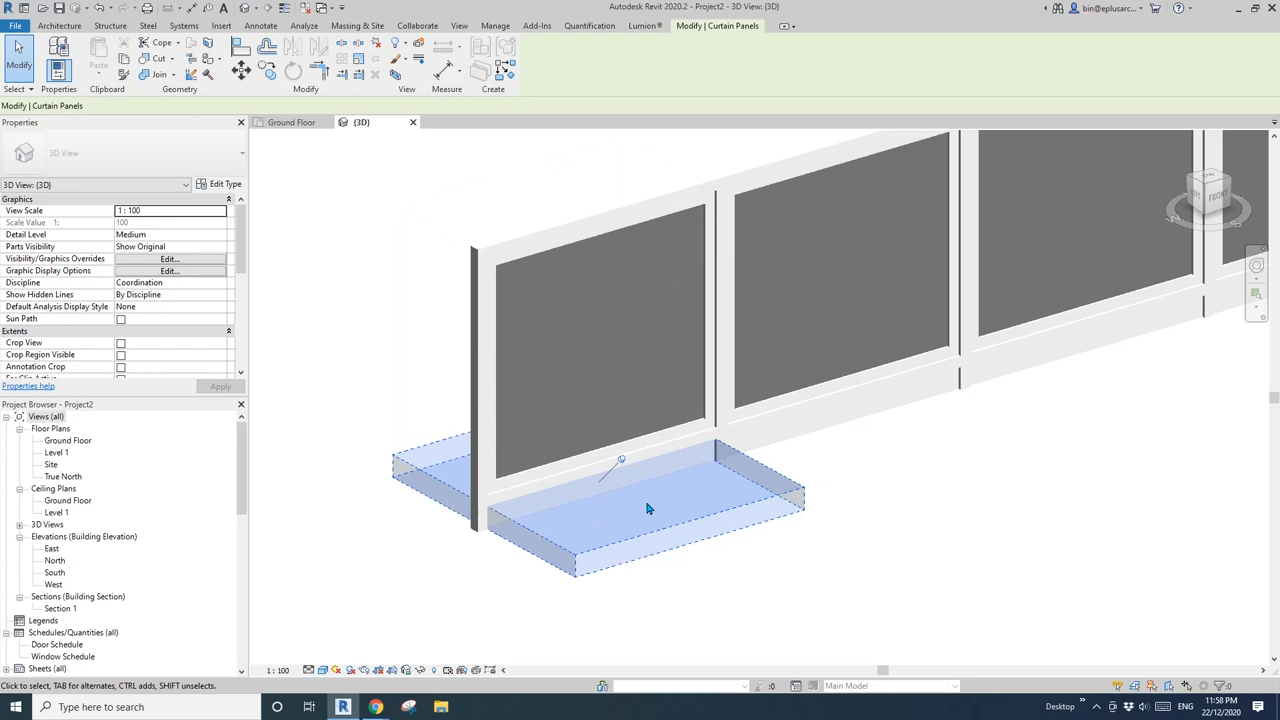 Autodesk Revit 2020.2 - Project2 - 3D View: {3D}
bin@eplusarc...
File Architecture Structure Steel Systems Insert Annotate Analyze Massing & Site Collaborate View Manage Add-Ins Quantification Lumion® Modify | Curtain Panels
Modify
Paste
Cope
Cut
Join
Select Properties Clipboard Geometry Modify View Measure Create
Modify | Curtain Panels
Properties
Ground Floor
{3D}
3D View
3D View: {3D}
Edit Type
Graphics
View Scale 1 : 100
Scale Value 1: 100
Detail Level Medium
Parts Visibility Show Original
Visibility/Graphics Overrides Edit...
Graphic Display Options Edit...
Discipline Coordination
Show Hidden Lines By Discipline
Default Analysis Display Style None
Sun Path
Extents
Crop View
Crop Region Visible
Annotation Crop
Properties help
Apply
Project Browser - Project2
Views (all)
Floor Plans
Ground Floor
Level 1
Site
True North
Ceiling Plans
Ground Floor
Level 1
3D Views
Elevations (Building Elevation)
East
North
South
West
Sections (Building Section)
Section 1
Legends
Schedules/Quantities (all)
Door Schedule
Window Schedule
Sheets (all)
TOP
LEFT
FRONT
1 : 100
Click to select, TAB for alternates, CTRL adds, SHIFT unselects.
:0
Main Model
:0
Type here to search
Desktop
ENG
11:58 PM
22/12/2020